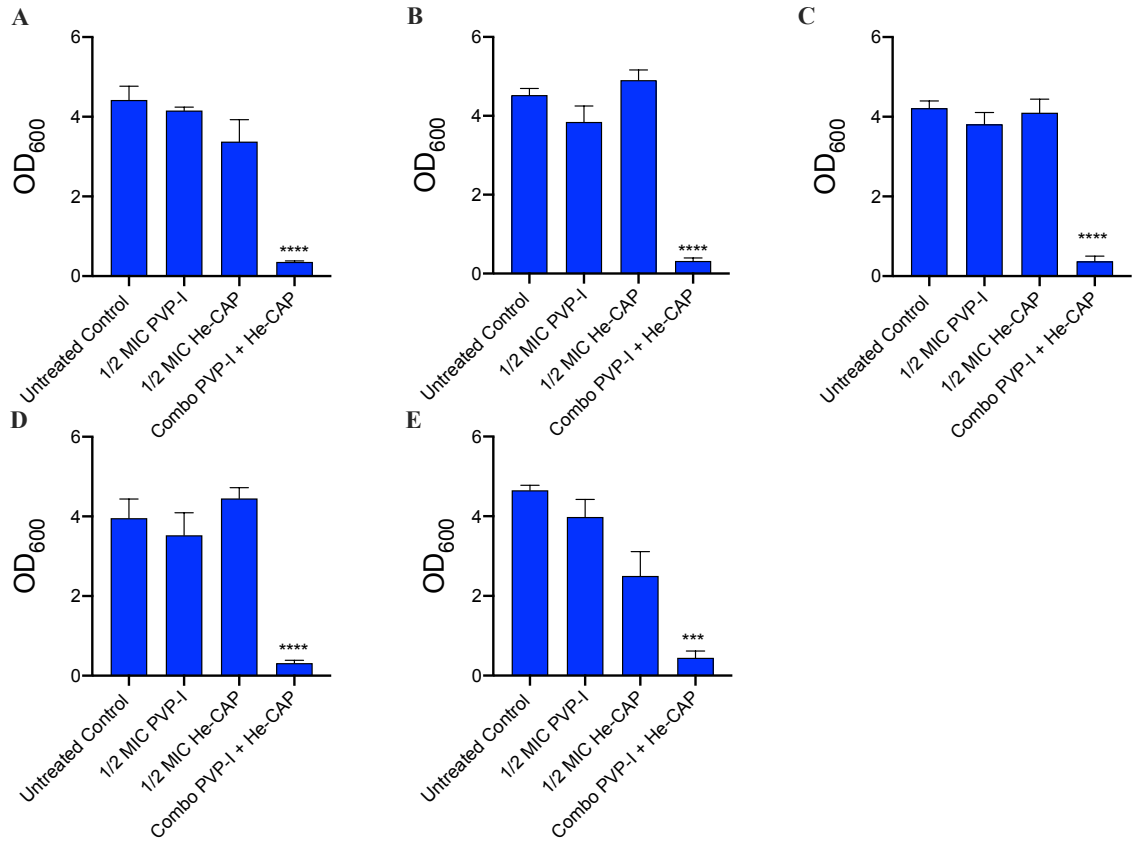 A
6
4
2
0
OD600
****
Untreated Control
1/2 MIC PVP-I
1/2 MIC He-CAP
Combo PVP-I + He-CAP
B
6
4
2
0
OD600
****
Untreated Control
1/2 MIC PVP-I
1/2 MIC He-CAP
Combo PVP-I + He-CAP
C
6
4
2
0
OD600
****
Untreated Control
1/2 MIC PVP-I
1/2 MIC He-CAP
Combo PVP-I + He-CAP
D
6
4
2
0
OD600
****
Untreated Control
1/2 MIC PVP-I
1/2 MIC He-CAP
Combo PVP-I + He-CAP
E
6
4
2
0
OD600
***
Untreated Control
1/2 MIC PVP-I
1/2 MIC He-CAP
Combo PVP-I + He-CAP